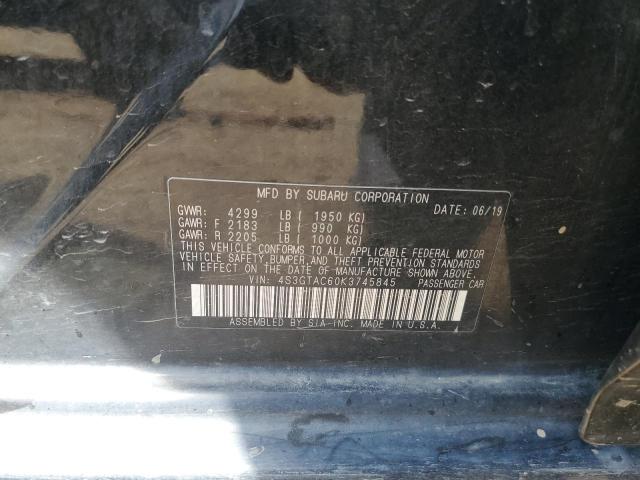 MFD BY SUBARU CORPORATION
GVWR: 4299 LB ( 1950 KG) DATE: 06/19
GAWR: F 2183 LB ( 990 KG)
GAWR: R 2205 LB ( 1000 KG)
THIS VEHICLE CONFORMS TO ALL APPLICABLE FEDERAL MOTOR
VEHICLE SAFETY, BUMPER, AND THEFT PREVENTION STANDARDS
IN EFFECT ON THE DATE OF MANUFACTURE SHOWN ABOVE.
VIN: 4S3GTAC60K3745845 PASSENGER CAR
ASSEMBLED BY SIA-INC. MADE IN U.S.A.